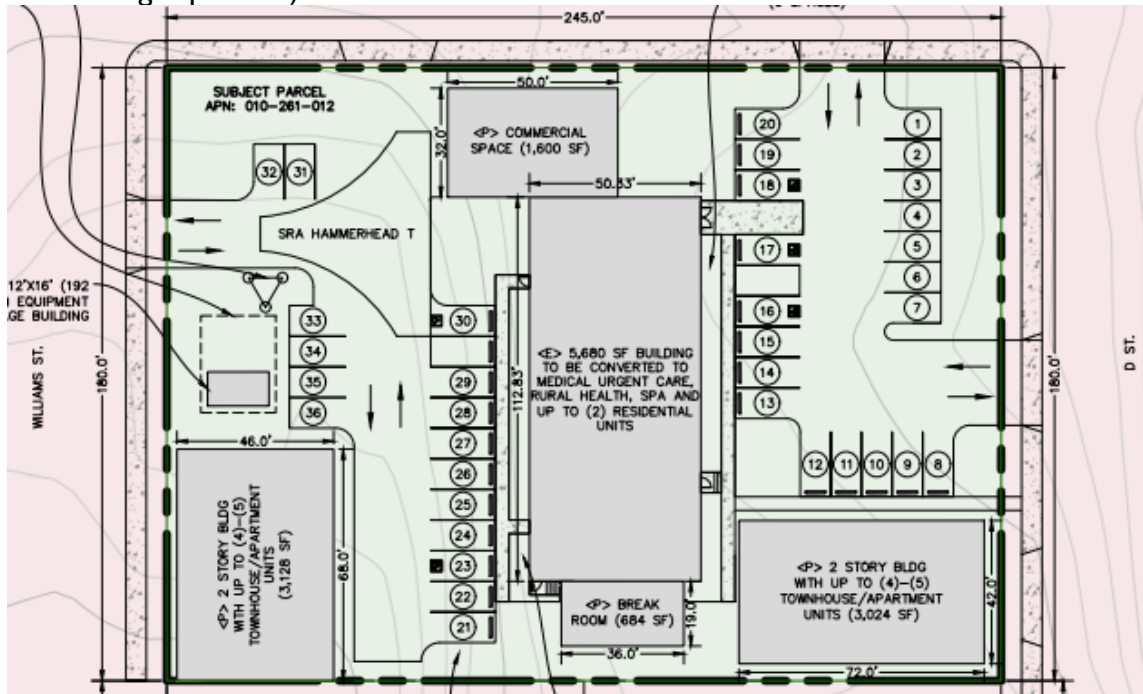 245.0'
SUBJECT PARCEL
APN: 010-261-012
50.0'
32.0'
<P> COMMERCIAL
SPACE (1,600 SF)
50.33'
20
19
18
17
16
15
14
13
1
2
3
4
5
6
7
32
31
SRA HAMMERHEAD T
12'X16' (192
EQUIPMENT
GE BUILDING
33
34
35
36
30
29
28
27
26
25
24
23
22
21
112.83'
<E> 5,680 SF BUILDING
TO BE CONVERTED TO
MEDICAL URGENT CARE,
RURAL HEALTH, SPA AND
UP TO (2) RESIDENTIAL
UNITS
WILLIAMS ST.
180.0'
180.0'
D ST.
12
11
10
9
8
46.0'
68.0'
<P> 2 STORY BLDG
WITH UP TO (4)-(5)
TOWNHOUSE/APARTMENT
UNITS
(3,128 SF)
<P> BREAK
ROOM (684 SF)
19.0'
36.0'
<P> 2 STORY BLDG
WITH UP TO (4)-(5)
TOWNHOUSE/APARTMENT
UNITS (3,024 SF)
42.0'
72.0'